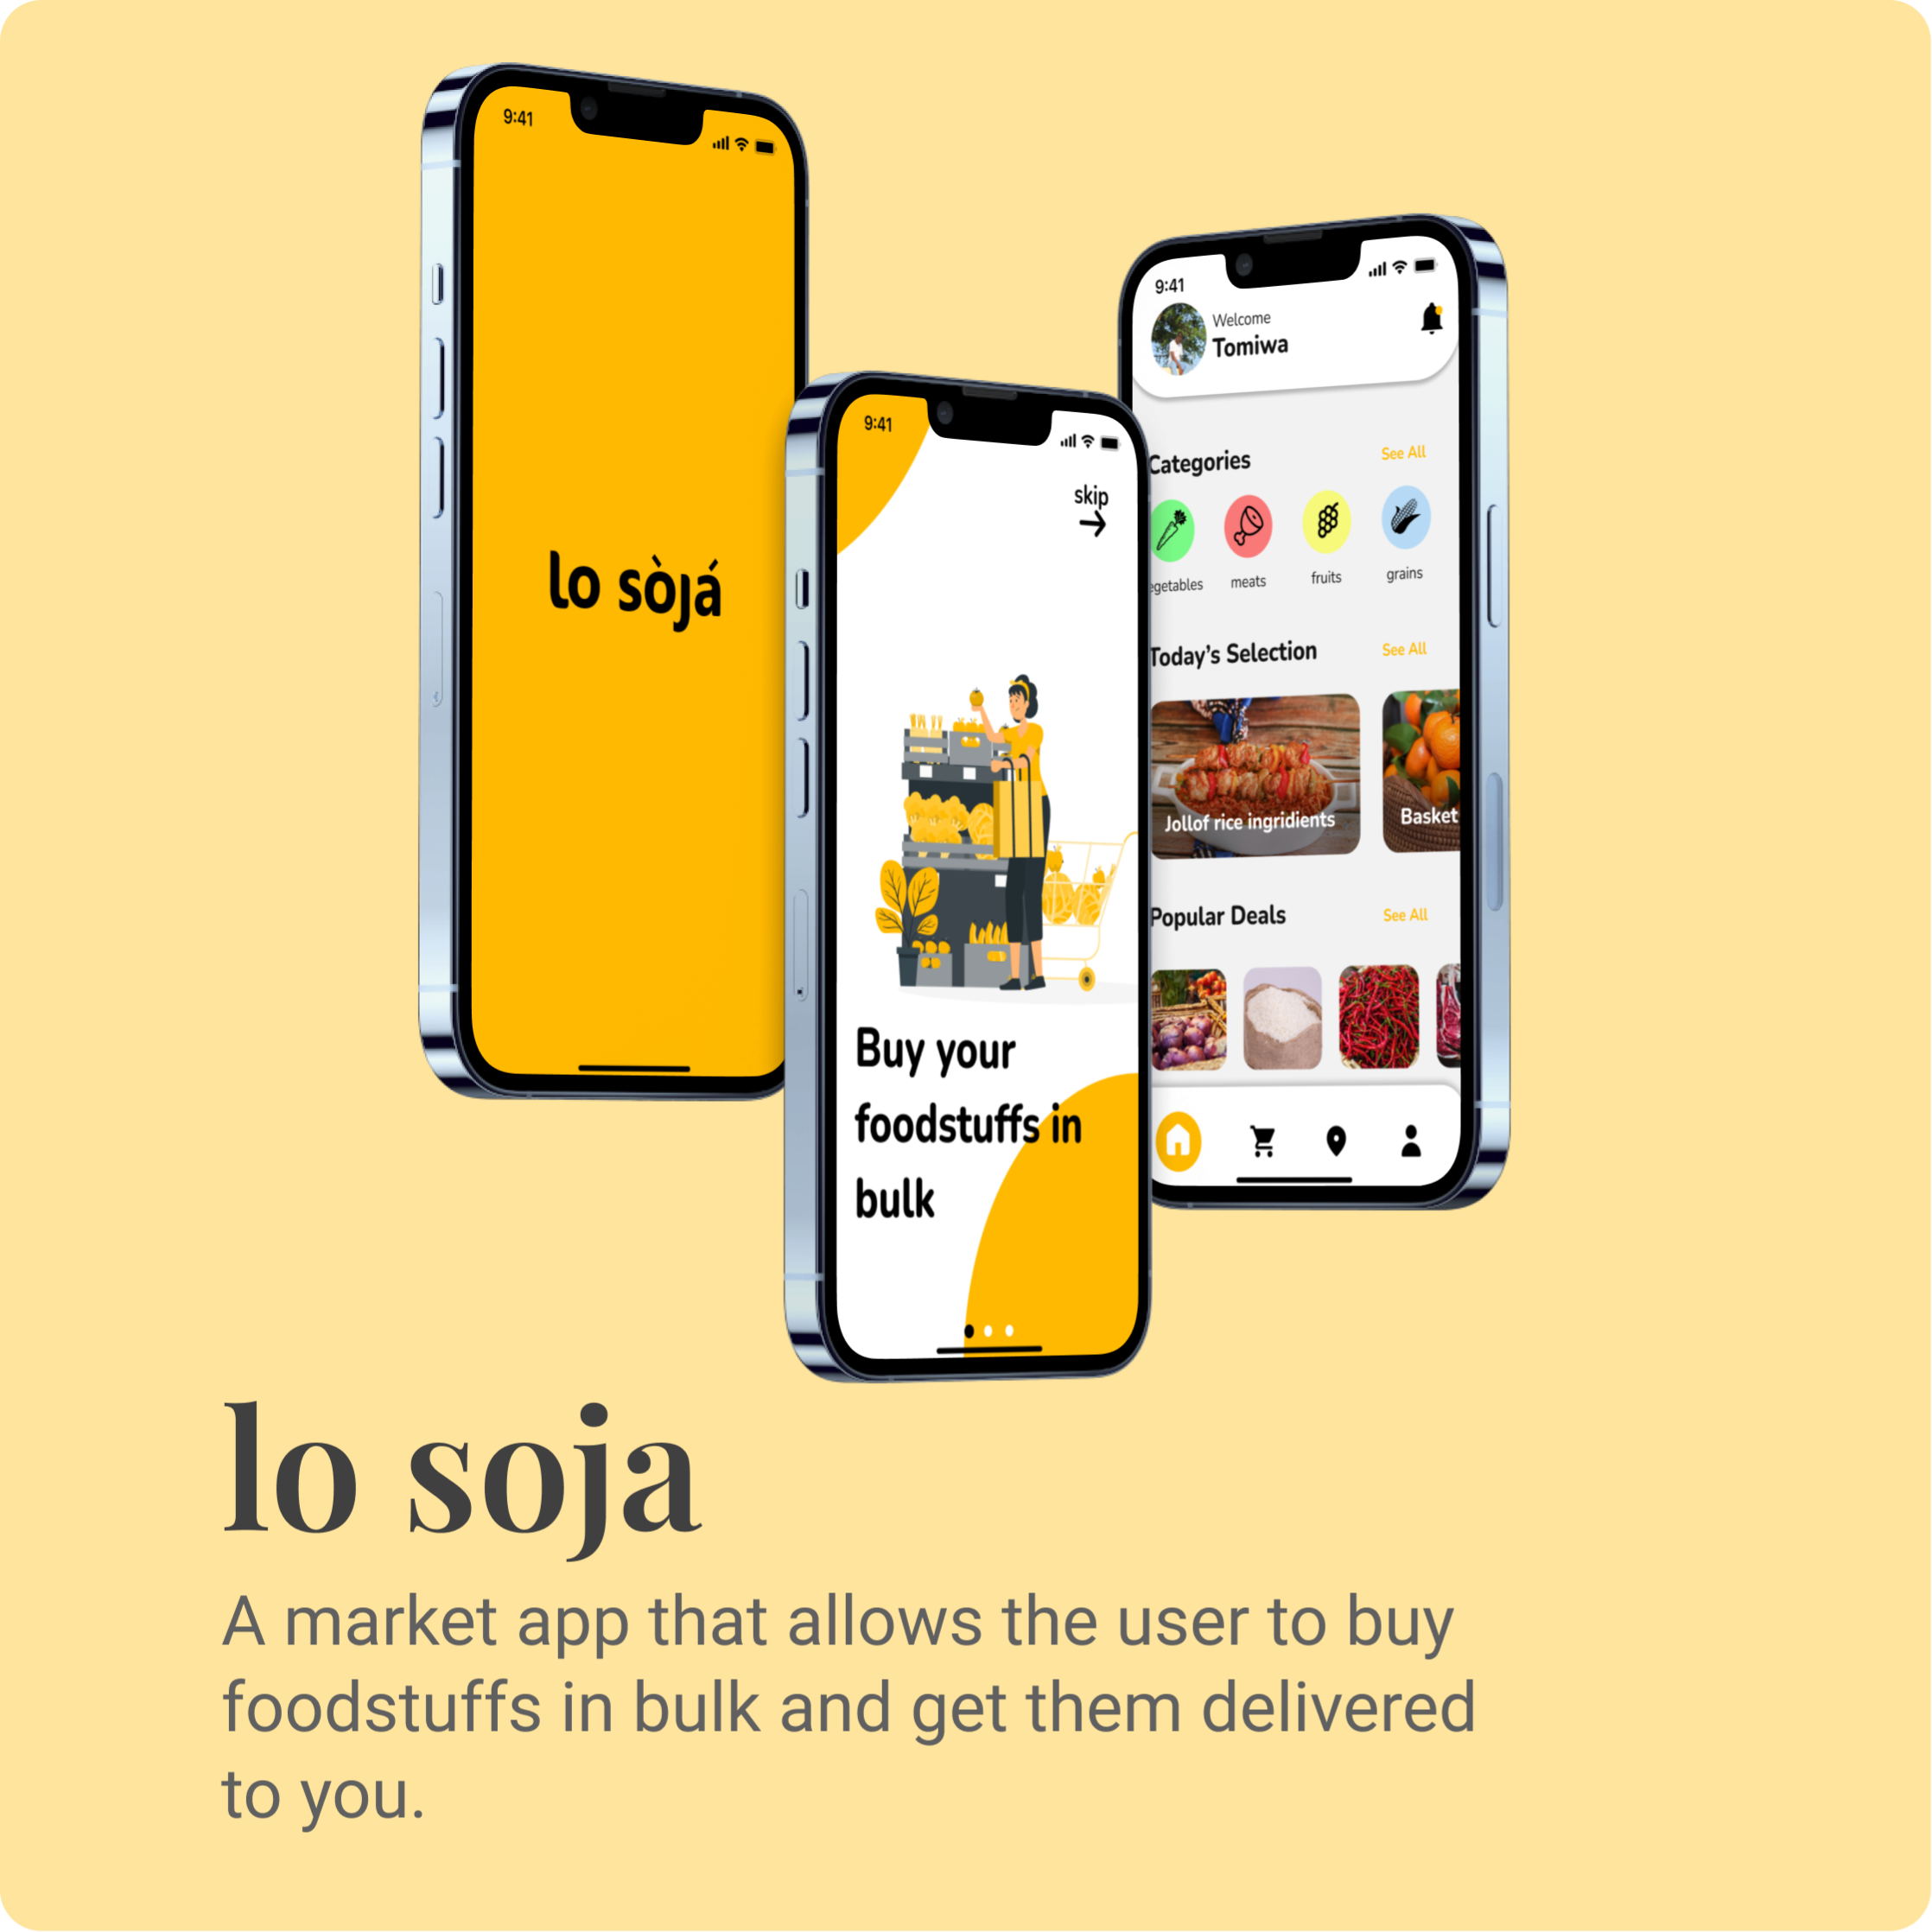 9:41
lo sòȷá
9:41
skip
Buy your
foodstuffs in
bulk
9:41
Welcome
Tomiwa
Categories
See All
egetables
meats
fruits
grains
Today’s Selection
See All
Jollof rice ingridients
Basket
Popular Deals
See All
lo soja
A market app that allows the user to buy
foodstuffs in bulk and get them delivered
to you.